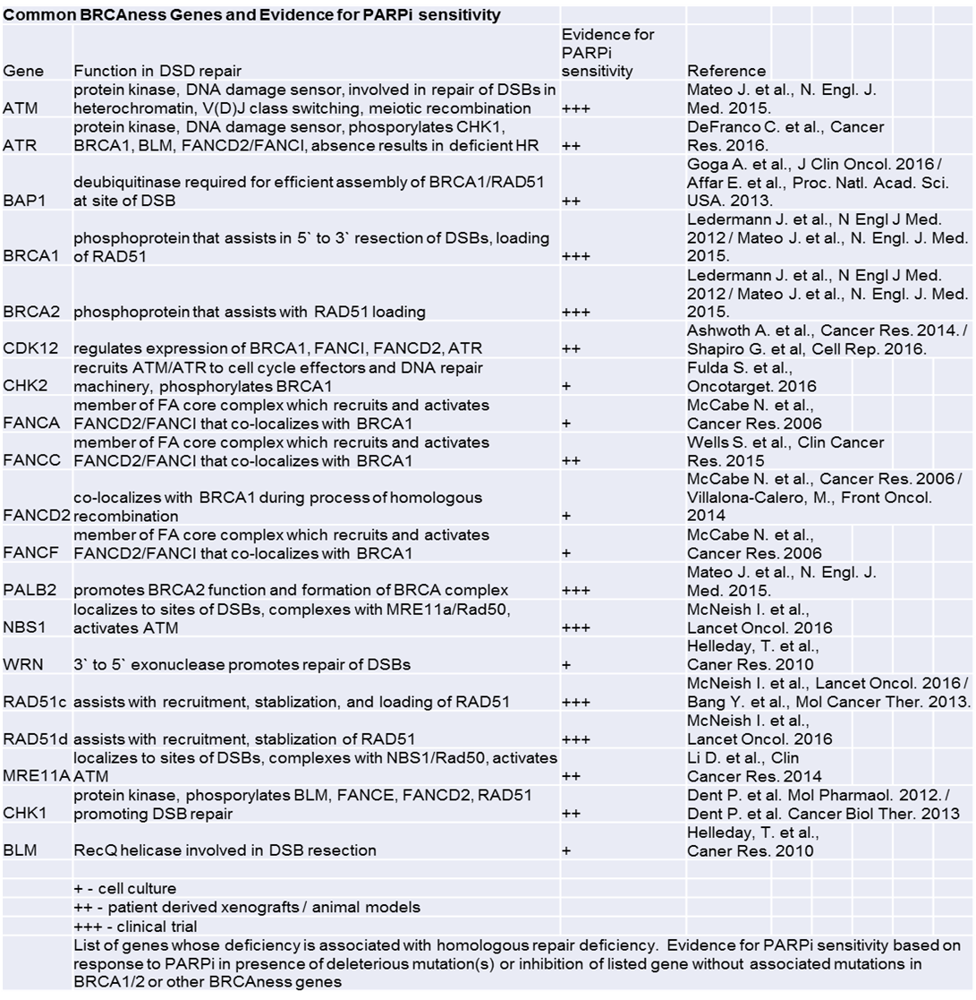 Common BRCAness Genes and Evidence for PARPi sensitivity
Evidence for
PARPi
Gene Function in DSD repair sensitivity Reference
protein kinase, DNA damage sensor, involved in repair of DSBs in Mateo J. et al., N. Engl. J.
ATM heterochromatin, V(D)J class switching, meiotic recombination +++ Med. 2015.
protein kinase, DNA damage sensor, phosporylates CHK1, DeFranco C. et al., Cancer
ATR BRCA1, BLM, FANCD2/FANCI, absence results in deficient HR ++ Res. 2016.
Goga A. et al., J Clin Oncol. 2016 /
deubiquitinase required for efficient assembly of BRCA1/RAD51 Affar E. et al., Proc. Natl. Acad. Sci.
BAP1 at site of DSB ++ USA. 2013.
Ledermann J. et al., N Engl J Med.
phosphoprotein that assists in 5` to 3` resection of DSBs, loading 2012 / Mateo J. et al., N. Engl. J. Med.
BRCA1 of RAD51 +++ 2015.
Ledermann J. et al., N Engl J Med.
2012 / Mateo J. et al., N. Engl. J. Med.
BRCA2 phosphoprotein that assists with RAD51 loading +++ 2015.
Ashwoth A. et al., Cancer Res. 2014. /
CDK12 regulates expression of BRCA1, FANCI, FANCD2, ATR ++ Shapiro G. et al, Cell Rep. 2016.
recruits ATM/ATR to cell cycle effectors and DNA repair Fulda S. et al.,
CHK2 machinery, phosphorylates BRCA1 + Oncotarget. 2016
member of FA core complex which recruits and activates McCabe N. et al.,
FANCA FANCD2/FANCI that co-localizes with BRCA1 + Cancer Res. 2006
member of FA core complex which recruits and activates Wells S. et al., Clin Cancer
FANCC FANCD2/FANCI that co-localizes with BRCA1 ++ Res. 2015
McCabe N. et al., Cancer Res. 2006 /
co-localizes with BRCA1 during process of homologous Villalona-Calero, M., Front Oncol.
FANCD2 recombination + 2014
member of FA core complex which recruits and activates McCabe N. et al.,
FANCF FANCD2/FANCI that co-localizes with BRCA1 + Cancer Res. 2006
Mateo J. et al., N. Engl. J.
PALB2 promotes BRCA2 function and formation of BRCA complex +++ Med. 2015.
localizes to sites of DSBs, complexes with MRE11a/Rad50, McNeish I. et al.,
NBS1 activates ATM +++ Lancet Oncol. 2016
Helleday, T. et al.,
WRN 3` to 5` exonuclease promotes repair of DSBs + Caner Res. 2010
McNeish I. et al., Lancet Oncol. 2016 /
RAD51c assists with recruitment, stablization, and loading of RAD51 +++ Bang Y. et al., Mol Cancer Ther. 2013.
McNeish I. et al.,
RAD51d assists with recruitment, stablization of RAD51 +++ Lancet Oncol. 2016
localizes to sites of DSBs, complexes with NBS1/Rad50, activates Li D. et al., Clin
MRE11A ATM ++ Cancer Res. 2014
protein kinase, phosporylates BLM, FANCE, FANCD2, RAD51 Dent P. et al. Mol Pharmaol. 2012. /
CHK1 promoting DSB repair ++ Dent P. et al. Cancer Biol Ther. 2013
Helleday, T. et al.,
BLM RecQ helicase involved in DSB resection + Caner Res. 2010
+ - cell culture
++ - patient derived xenografts / animal models
+++ - clinical trial
List of genes whose deficiency is associated with homologous repair deficiency. Evidence for PARPi sensitivity based on
response to PARPi in presence of deleterious mutation(s) or inhibition of listed gene without associated mutations in
BRCA1/2 or other BRCAness genes